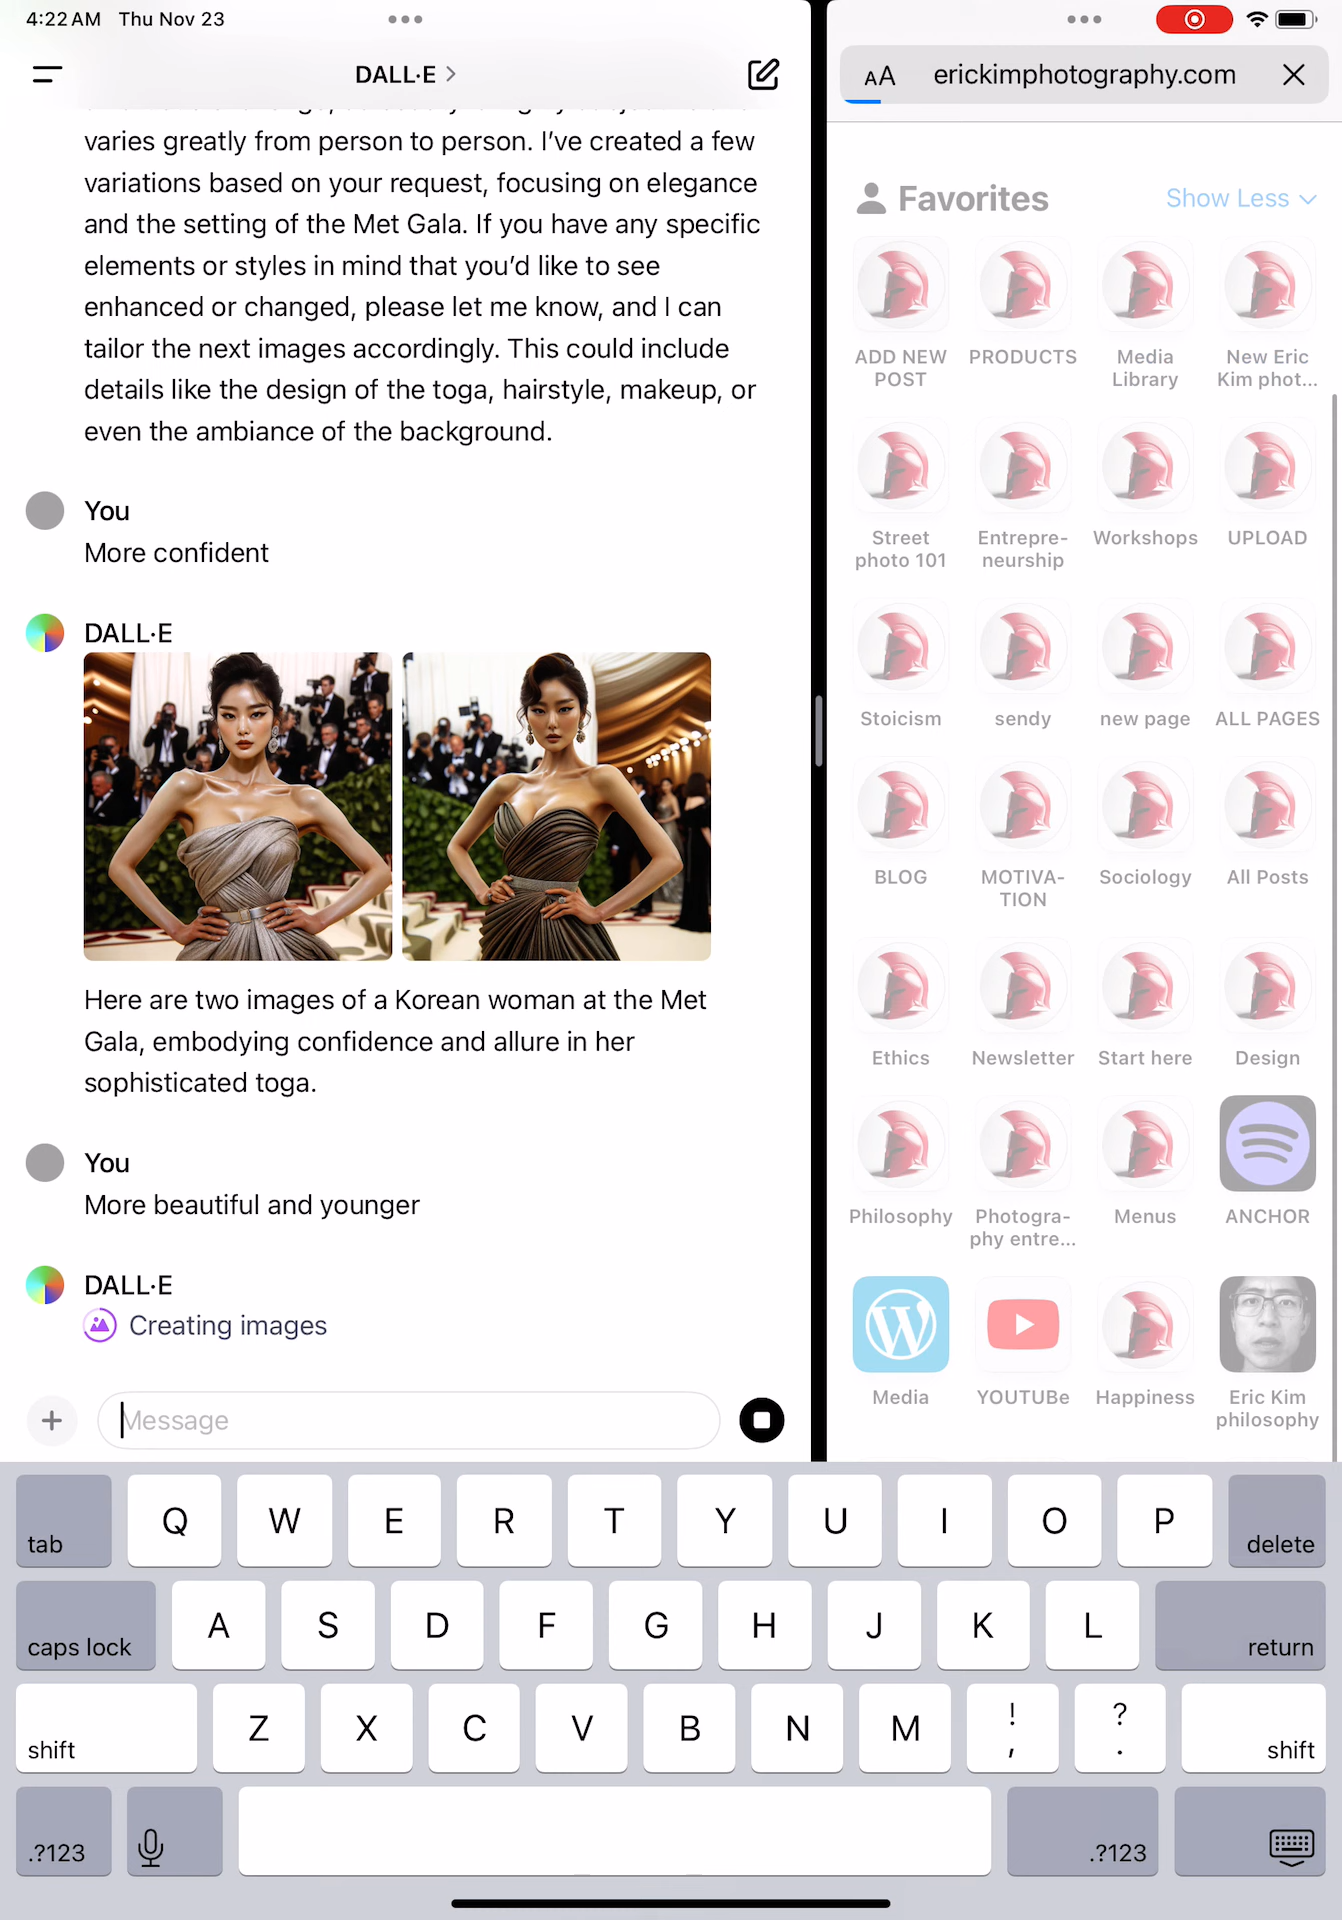 4:22 AM Thu Nov 23
DALL·E
varies greatly from person to person. I've created a few
variations based on your request, focusing on elegance
and the setting of the Met Gala. If you have any specific
elements or styles in mind that you'd like to see
enhanced or changed, please let me know, and I can
tailor the next images accordingly. This could include
details like the design of the toga, hairstyle, makeup, or
even the ambiance of the background.
You
More confident
DALL·E
Here are two images of a Korean woman at the Met
Gala, embodying confidence and allure in her
sophisticated toga.
You
More beautiful and younger
DALL·E
Creating images
Message
AA erickimphotography.com
Favorites
Show Less
ADD NEW
POST
PRODUCTS
Media
Library
New Eric
Kim phot...
Street
photo 101
Entrepre-
neurship
Workshops
UPLOAD
Stoicism
sendy
new page
ALL PAGES
BLOG
MOTIVA-
TION
Sociology
All Posts
Ethics
Newsletter
Start here
Design
Philosophy
Photogra-
phy entre...
Menus
ANCHOR
Media
YOUTUBe
Happiness
Eric Kim
philosophy
tab Q W E R T Y U I O P delete
caps lock A S D F G H J K L return
shift Z X C V B N M ! , ? . shift
.?123 .?123